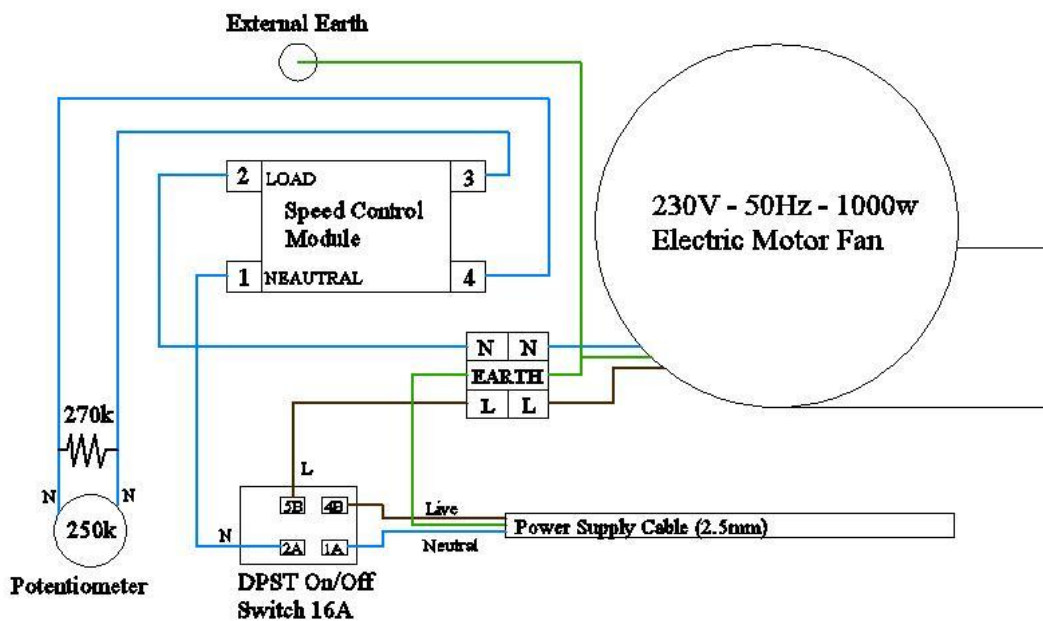 External Earth
2 LOAD 3
Speed Control
Module
1 NEAUTRAL 4
230V - 50Hz - 1000w
Electric Motor Fan
N N
EARTH
L L
270k
N N
250k
Potentiometer
L
5B 4B
N
2A 1A
DPST On/Off
Switch 16A
Live
Neutral
Power Supply Cable (2.5mm)